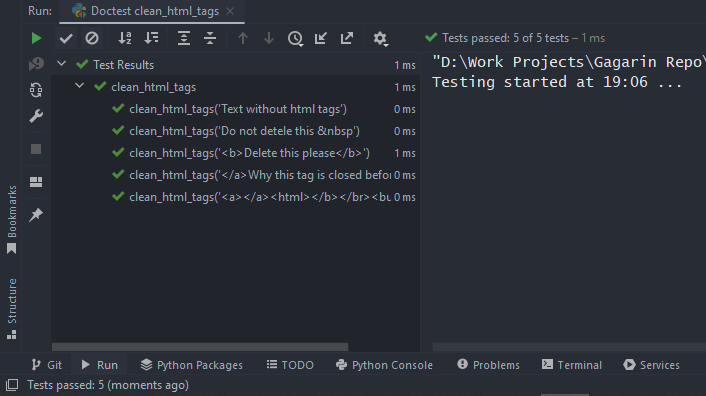 Run: Doctest clean_html_tags
Tests passed: 5 of 5 tests – 1 ms
Test Results 1 ms
clean_html_tags 1 ms
clean_html_tags('Text without html tags') 0 ms
clean_html_tags('Do not detele this &nbsp') 0 ms
clean_html_tags('<b>Delete this please</b>') 1 ms
clean_html_tags('</a>Why this tag is closed befor 0 ms
clean_html_tags('<a></a><html></b></br><bu 0 ms
"D:\Work Projects\Gagarin Repo\
Testing started at 19:06 ...
Bookmarks
Structure
Git Run Python Packages TODO Python Console Problems Terminal Services
Tests passed: 5 (moments ago)